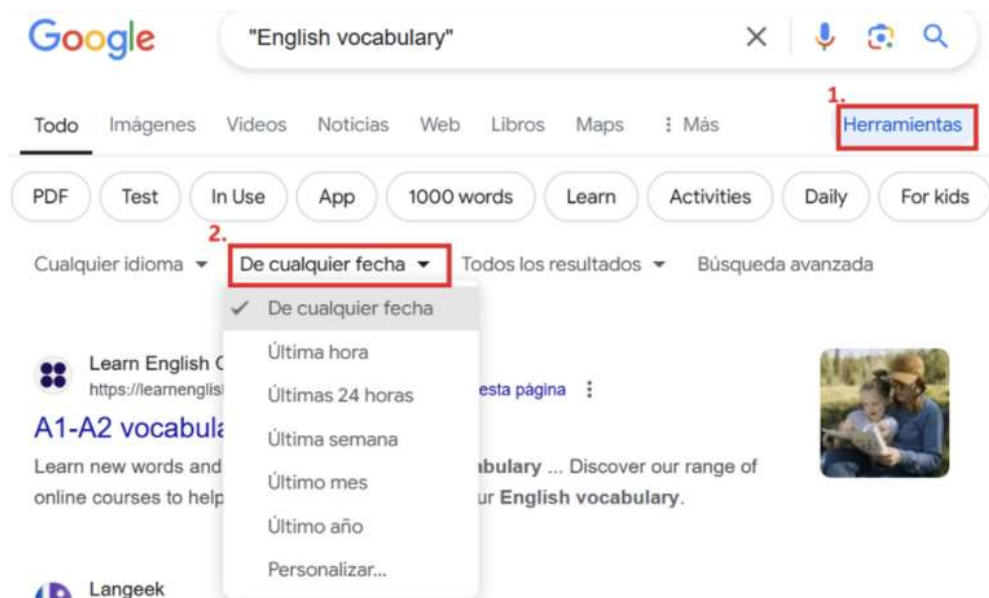 Google
"English vocabulary"
1.
Todo Imágenes Videos Noticias Web Libros Maps Más Herramientas
PDF Test In Use App 1000 words Learn Activities Daily For kids
2.
Cualquier idioma De cualquier fecha Todos los resultados Búsqueda avanzada
De cualquier fecha
Última hora
Últimas 24 horas
Última semana
Último mes
Último año
Personalizar...
Learn English
https://learnenglis
esta página
A1-A2 vocabula
Learn new words and abulary ... Discover our range of
online courses to help ur English vocabulary.
Langeek